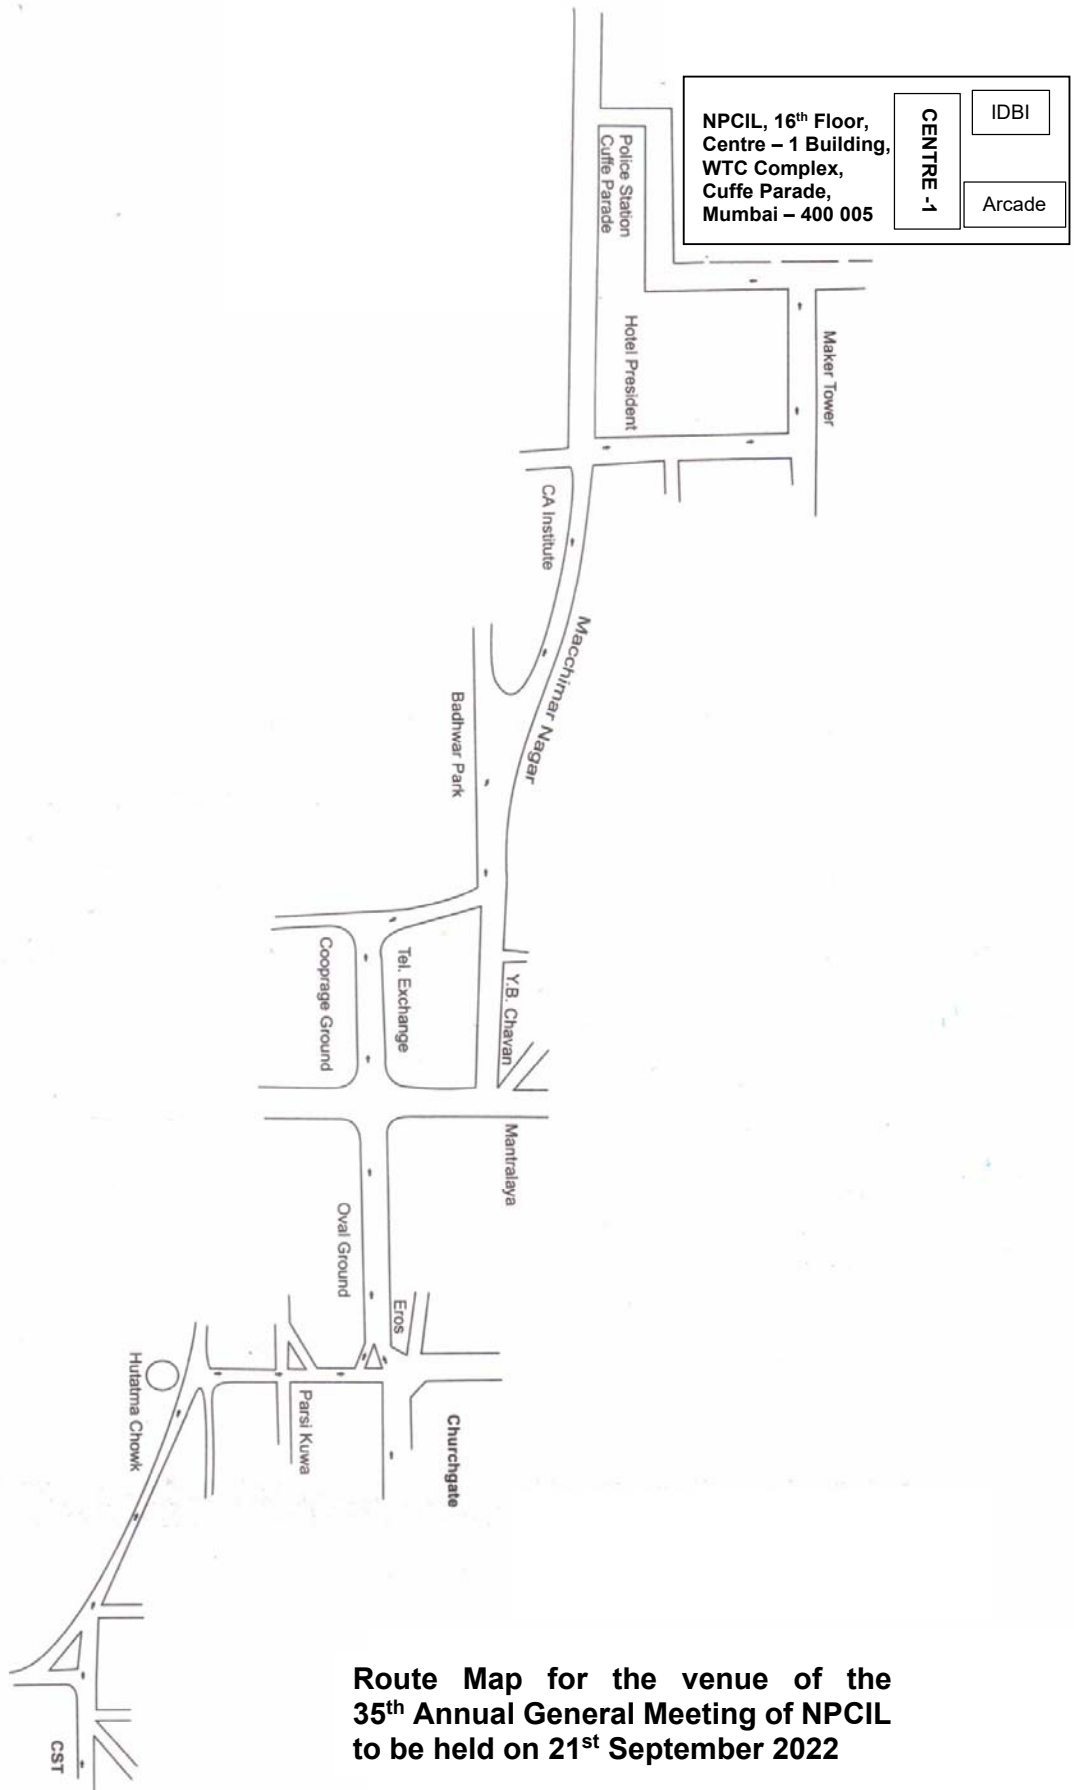 NPCIL, 16th Floor,
Centre – 1 Building,
WTC Complex,
Cuffe Parade,
Mumbai – 400 005
CENTRE -1
IDBI
Arcade
Police Station
Cuffe Parade
Hotel President
Maker Tower
CA Institute
Macchimar Nagar
Badhwar Park
Cooprage Ground
Tel. Exchange
Y.B. Chavan
Mantralaya
Oval Ground
Eros
Hutatma Chowk
Parsi Kuwa
Churchgate
CST
Route Map for the venue of the
35th Annual General Meeting of NPCIL
to be held on 21st September 2022